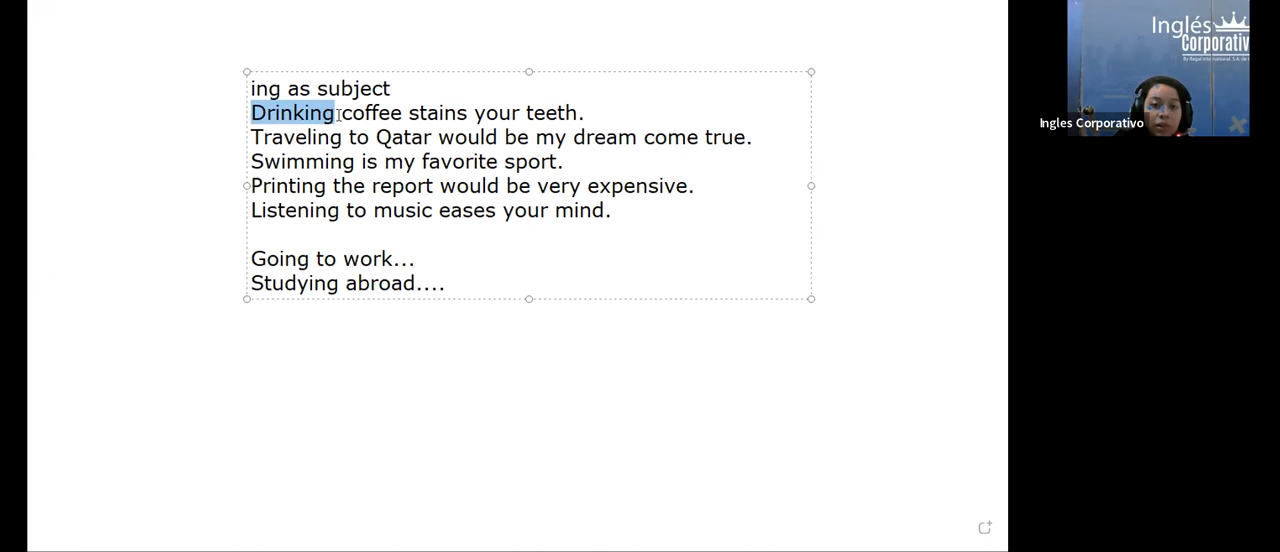 ing as subject
Drinking coffee stains your teeth.
Traveling to Qatar would be my dream come true.
Swimming is my favorite sport.
Printing the report would be very expensive.
Listening to music eases your mind.
Going to work...
Studying abroad....
Inglés
Corporativ
Ingles Corporativo